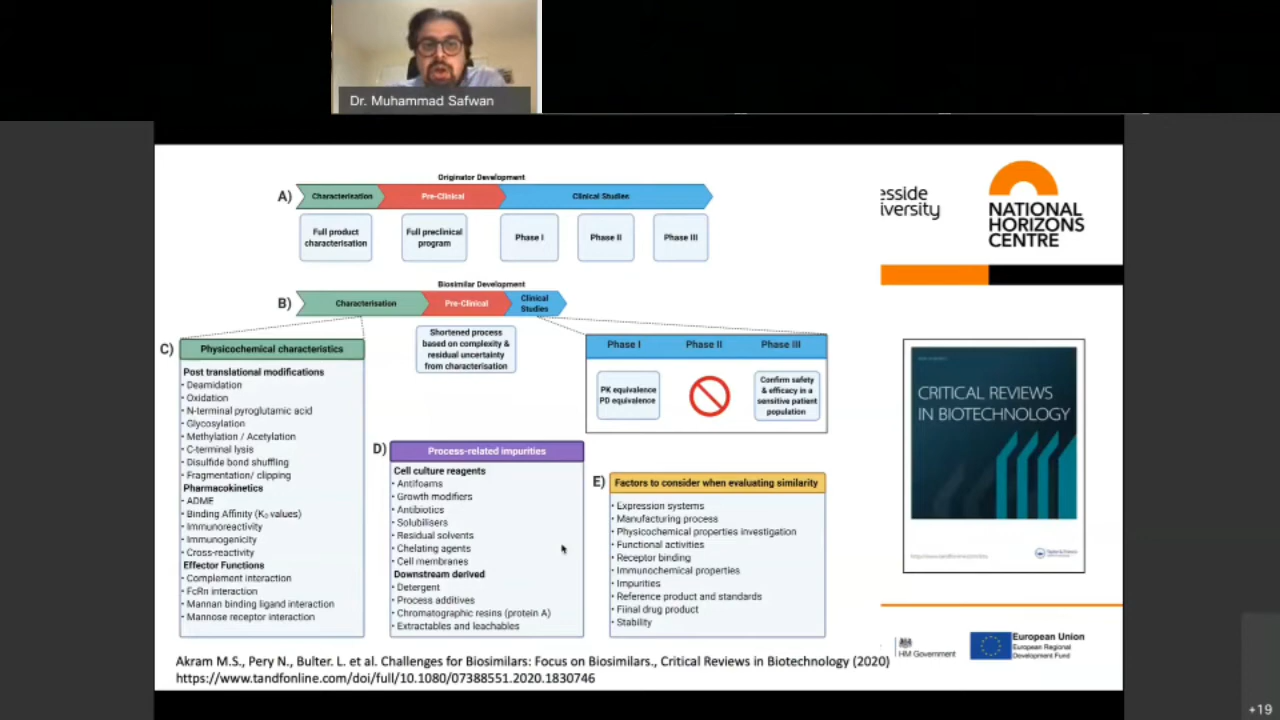 Dr. Muhammad Safwan
Originator Development
A)
Characterisation
Pre-Clinical
Clinical Studies
Full product
characterisation
Full preclinical
program
Phase I
Phase II
Phase III
Biosimilar Development
B)
Characterisation
Pre-Clinical
Clinical
Studies
Shortened process
based on complexity &
residual uncertainty
from characterisation
Phase I
Phase II
Phase III
PK equivalence
PD equivalence
Confirm safety
& efficacy in a
sensitive patient
population
C)
Physicochemical characteristics
Post translational modifications
• Deamidation
• Oxidation
• N-terminal pyroglutamic acid
• Glycosylation
• Methylation / Acetylation
• C-terminal lysis
• Disulfide bond shuffling
• Fragmentation/ clipping
Pharmacokinetics
• ADME
• Binding Affinity (K₀ values)
• Immunoreactivity
• Immunogenicity
• Cross-reactivity
Effector Functions
• Complement interaction
• FcRn interaction
• Mannan binding ligand interaction
• Mannose receptor interaction
D)
Process-related impurities
Cell culture reagents
• Antifoams
• Growth modifiers
• Antibiotics
• Solubilisers
• Residual solvents
• Chelating agents
• Cell membranes
Downstream derived
• Detergent
• Process additives
• Chromatographic resins (protein A)
• Extractables and leachables
E)
Factors to consider when evaluating similarity
• Expression systems
• Manufacturing process
• Physicochemical properties investigation
• Functional activities
• Receptor binding
• Immunochemical properties
• Impurities
• Reference product and standards
• Fiinal drug product
• Stability
Akram M.S., Pery N., Bulter. L. et al. Challenges for Biosimilars: Focus on Biosimilars., Critical Reviews in Biotechnology (2020)
https://www.tandfonline.com/doi/full/10.1080/07388551.2020.1830746
esside
iversity
NATIONAL
HORIZONS
CENTRE
CRITICAL REVIEWS
IN BIOTECHNOLOGY
HM Government
European Union
European Regional
Development Fund
+19